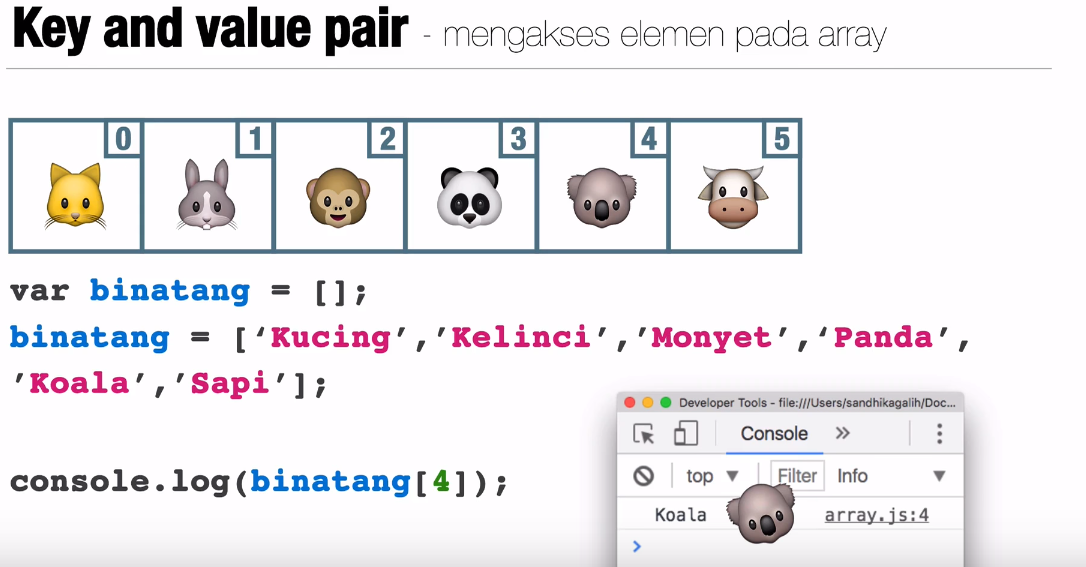 Key and value pair - mengakses elemen pada array
0 1 2 3 4 5
var binatang = [];
binatang = [‘Kucing’,’Kelinci’,’Monyet’,‘Panda’,
’Koala’,’Sapi’];
console.log(binatang[4]);
Developer Tools - file:///Users/sandhikagalih/Doc...
Console »
top ▼ Filter Info ▼
Koala array.js:4
>